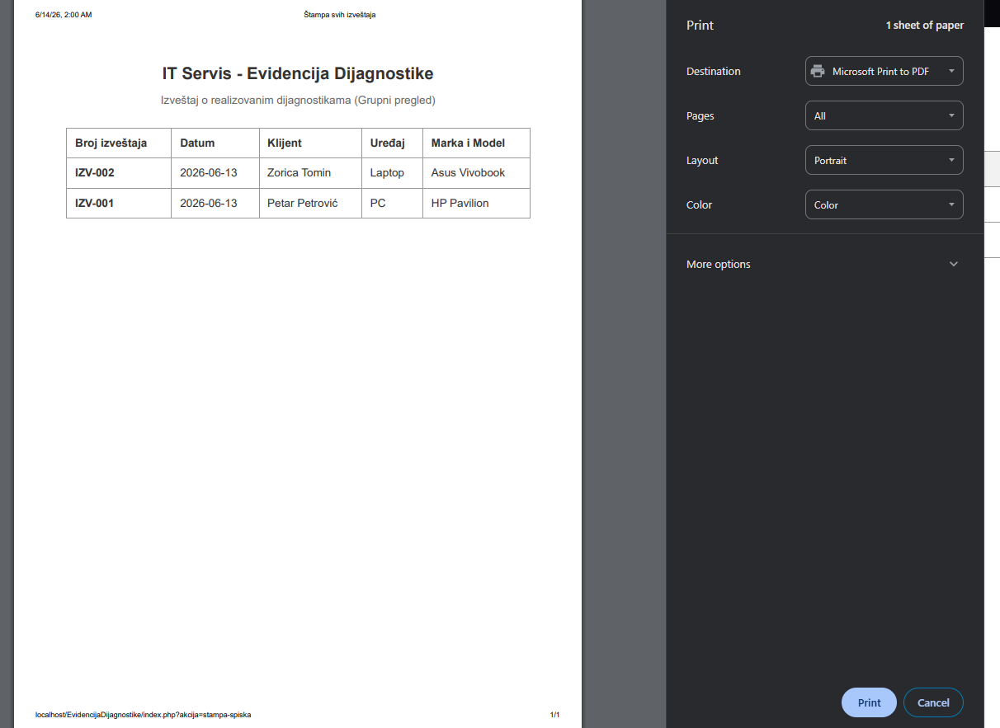 6/14/26, 2:00 AM Štampa svih izveštaja
IT Servis - Evidencija Dijagnostike
Izveštaj o realizovanim dijagnostikama (Grupni pregled)
Broj izveštaja Datum Klijent Uređaj Marka i Model
IZV-002 2026-06-13 Zorica Tomin Laptop Asus Vivobook
IZV-001 2026-06-13 Petar Petrović PC HP Pavilion
localhost/EvidencijaDijagnostike/index.php?akcija=stampa-spiska 1/1
Print 1 sheet of paper
Destination Microsoft Print to PDF
Pages All
Layout Portrait
Color Color
More options
Print Cancel